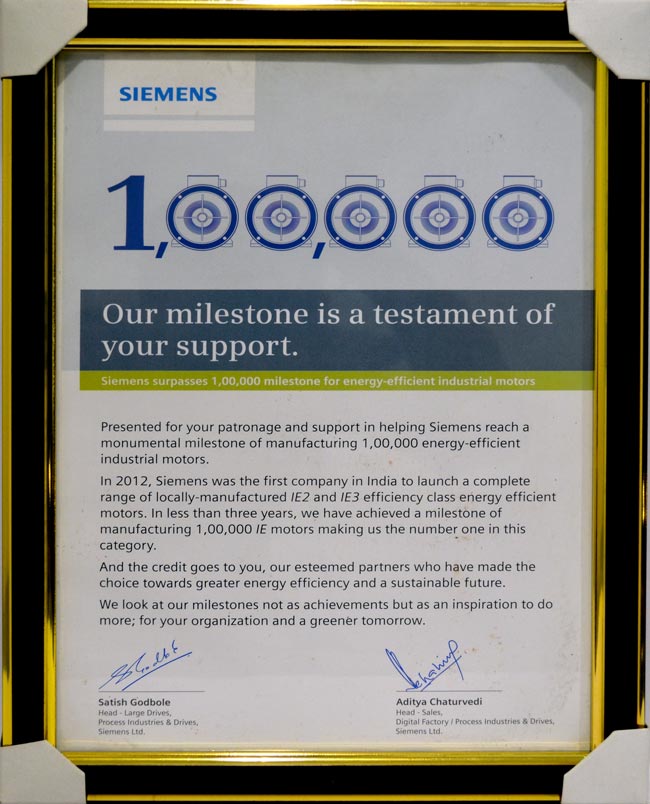 SIEMENS
1,00,000
Our milestone is a testament of
your support.
Siemens surpasses 1,00,000 milestone for energy-efficient industrial motors
Presented for your patronage and support in helping Siemens reach a
monumental milestone of manufacturing 1,00,000 energy-efficient
industrial motors.
In 2012, Siemens was the first company in India to launch a complete
range of locally-manufactured IE2 and IE3 efficiency class energy efficient
motors. In less than three years, we have achieved a milestone of
manufacturing 1,00,000 IE motors making us the number one in this
category.
And the credit goes to you, our esteemed partners who have made the
choice towards greater energy efficiency and a sustainable future.
We look at our milestones not as achievements but as an inspiration to do
more; for your organization and a greener tomorrow.
Satish Godbole
Head - Large Drives,
Process Industries & Drives,
Siemens Ltd.
Aditya Chaturvedi
Head - Sales,
Digital Factory / Process Industries & Drives,
Siemens Ltd.